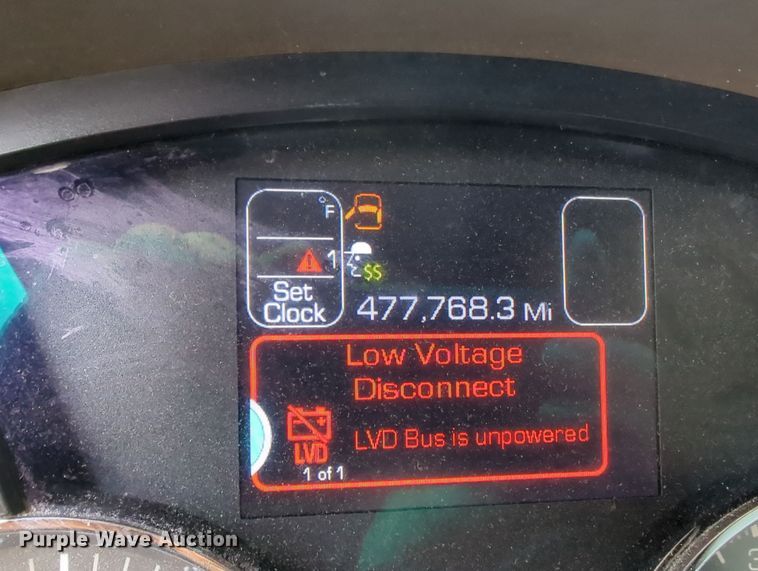 °F
1
$$
Set
Clock
477,768.3 Mi
Low Voltage
Disconnect
LVD
LVD Bus is unpowered
1 of 1
Purple Wave Auction
3